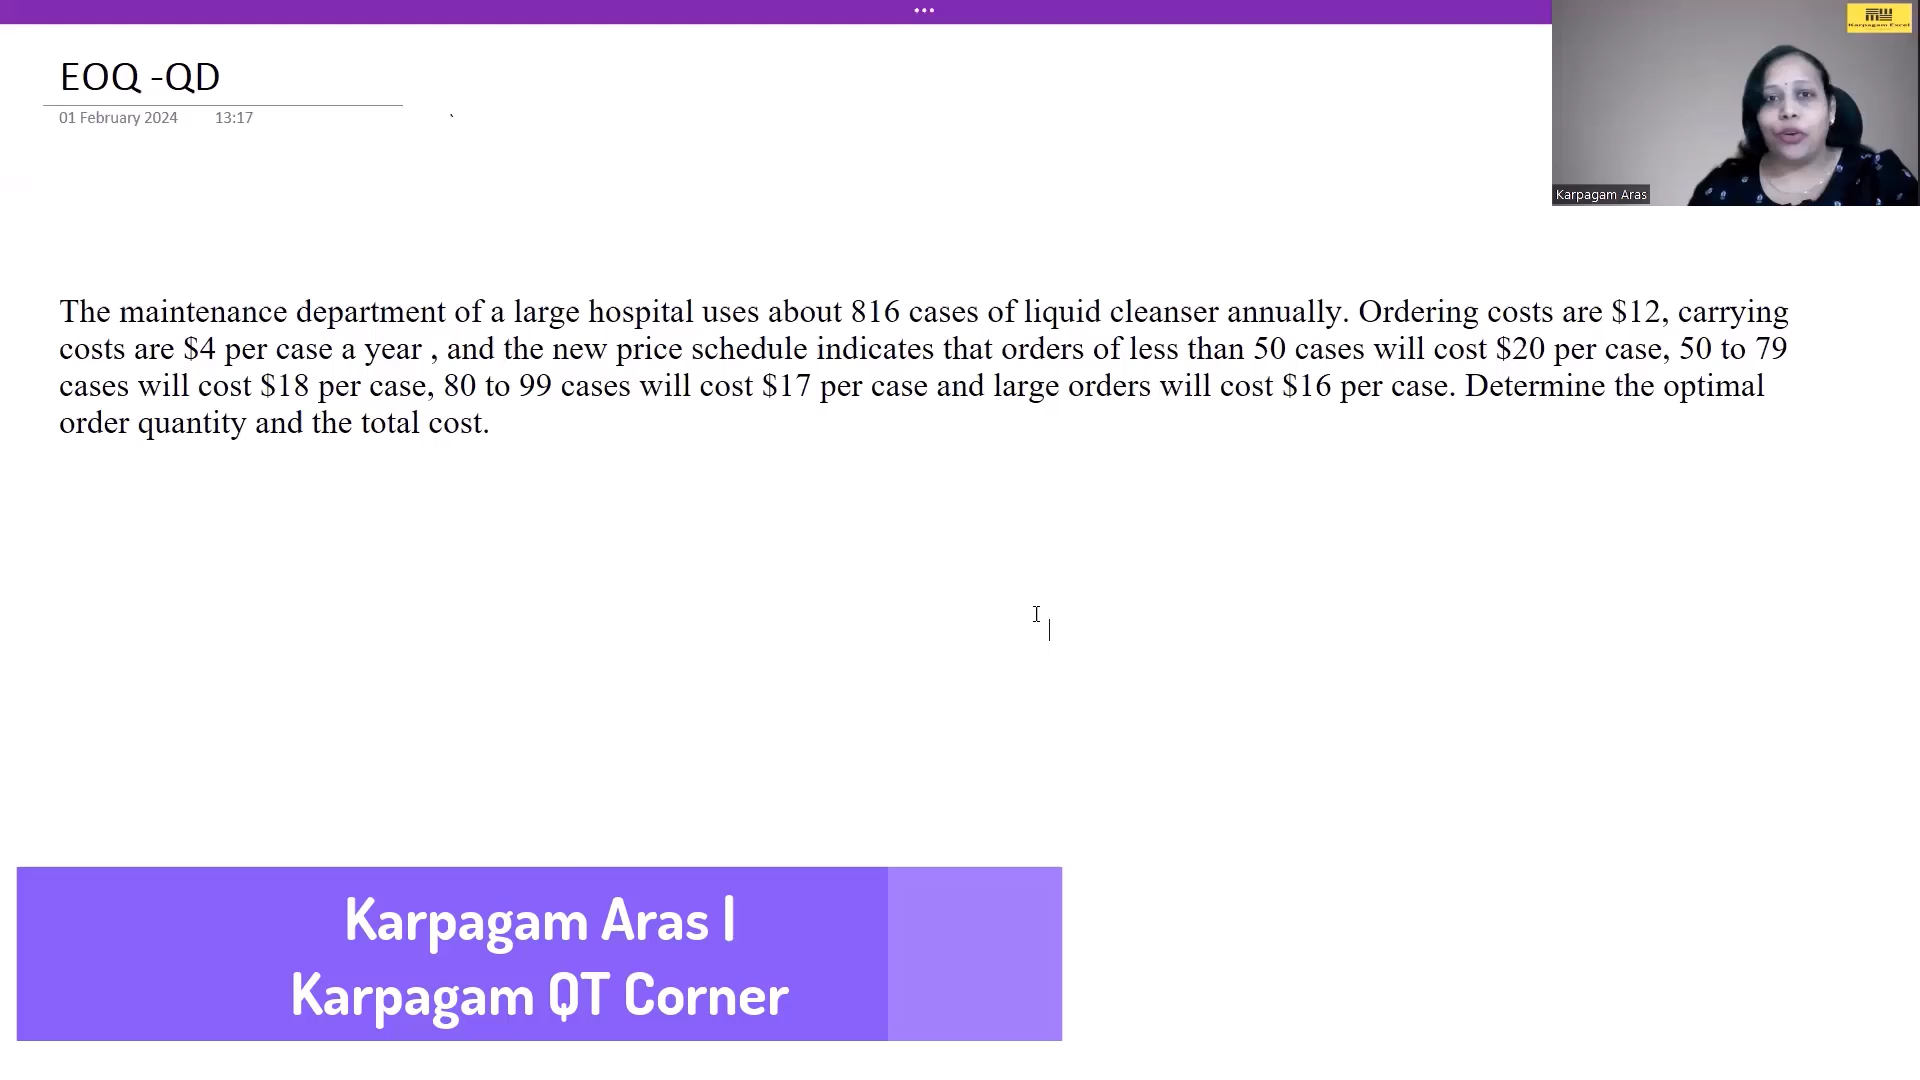 EOQ -QD
01 February 2024 13:17
Karpagam Excel
Karpagam Aras
The maintenance department of a large hospital uses about 816 cases of liquid cleanser annually. Ordering costs are $12, carrying
costs are $4 per case a year , and the new price schedule indicates that orders of less than 50 cases will cost $20 per case, 50 to 79
cases will cost $18 per case, 80 to 99 cases will cost $17 per case and large orders will cost $16 per case. Determine the optimal
order quantity and the total cost.
Karpagam Aras |
Karpagam QT Corner